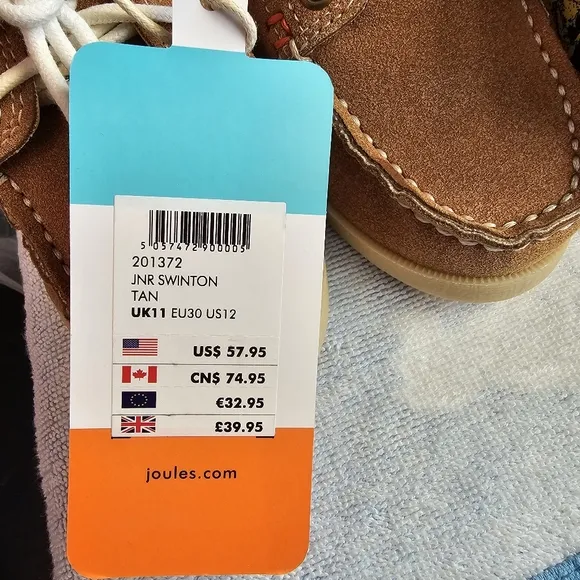 5 057472 900005
201372
JNR SWINTON
TAN
UK11 EU30 US12
US$ 57.95
CN$ 74.95
€32.95
£39.95
joules.com